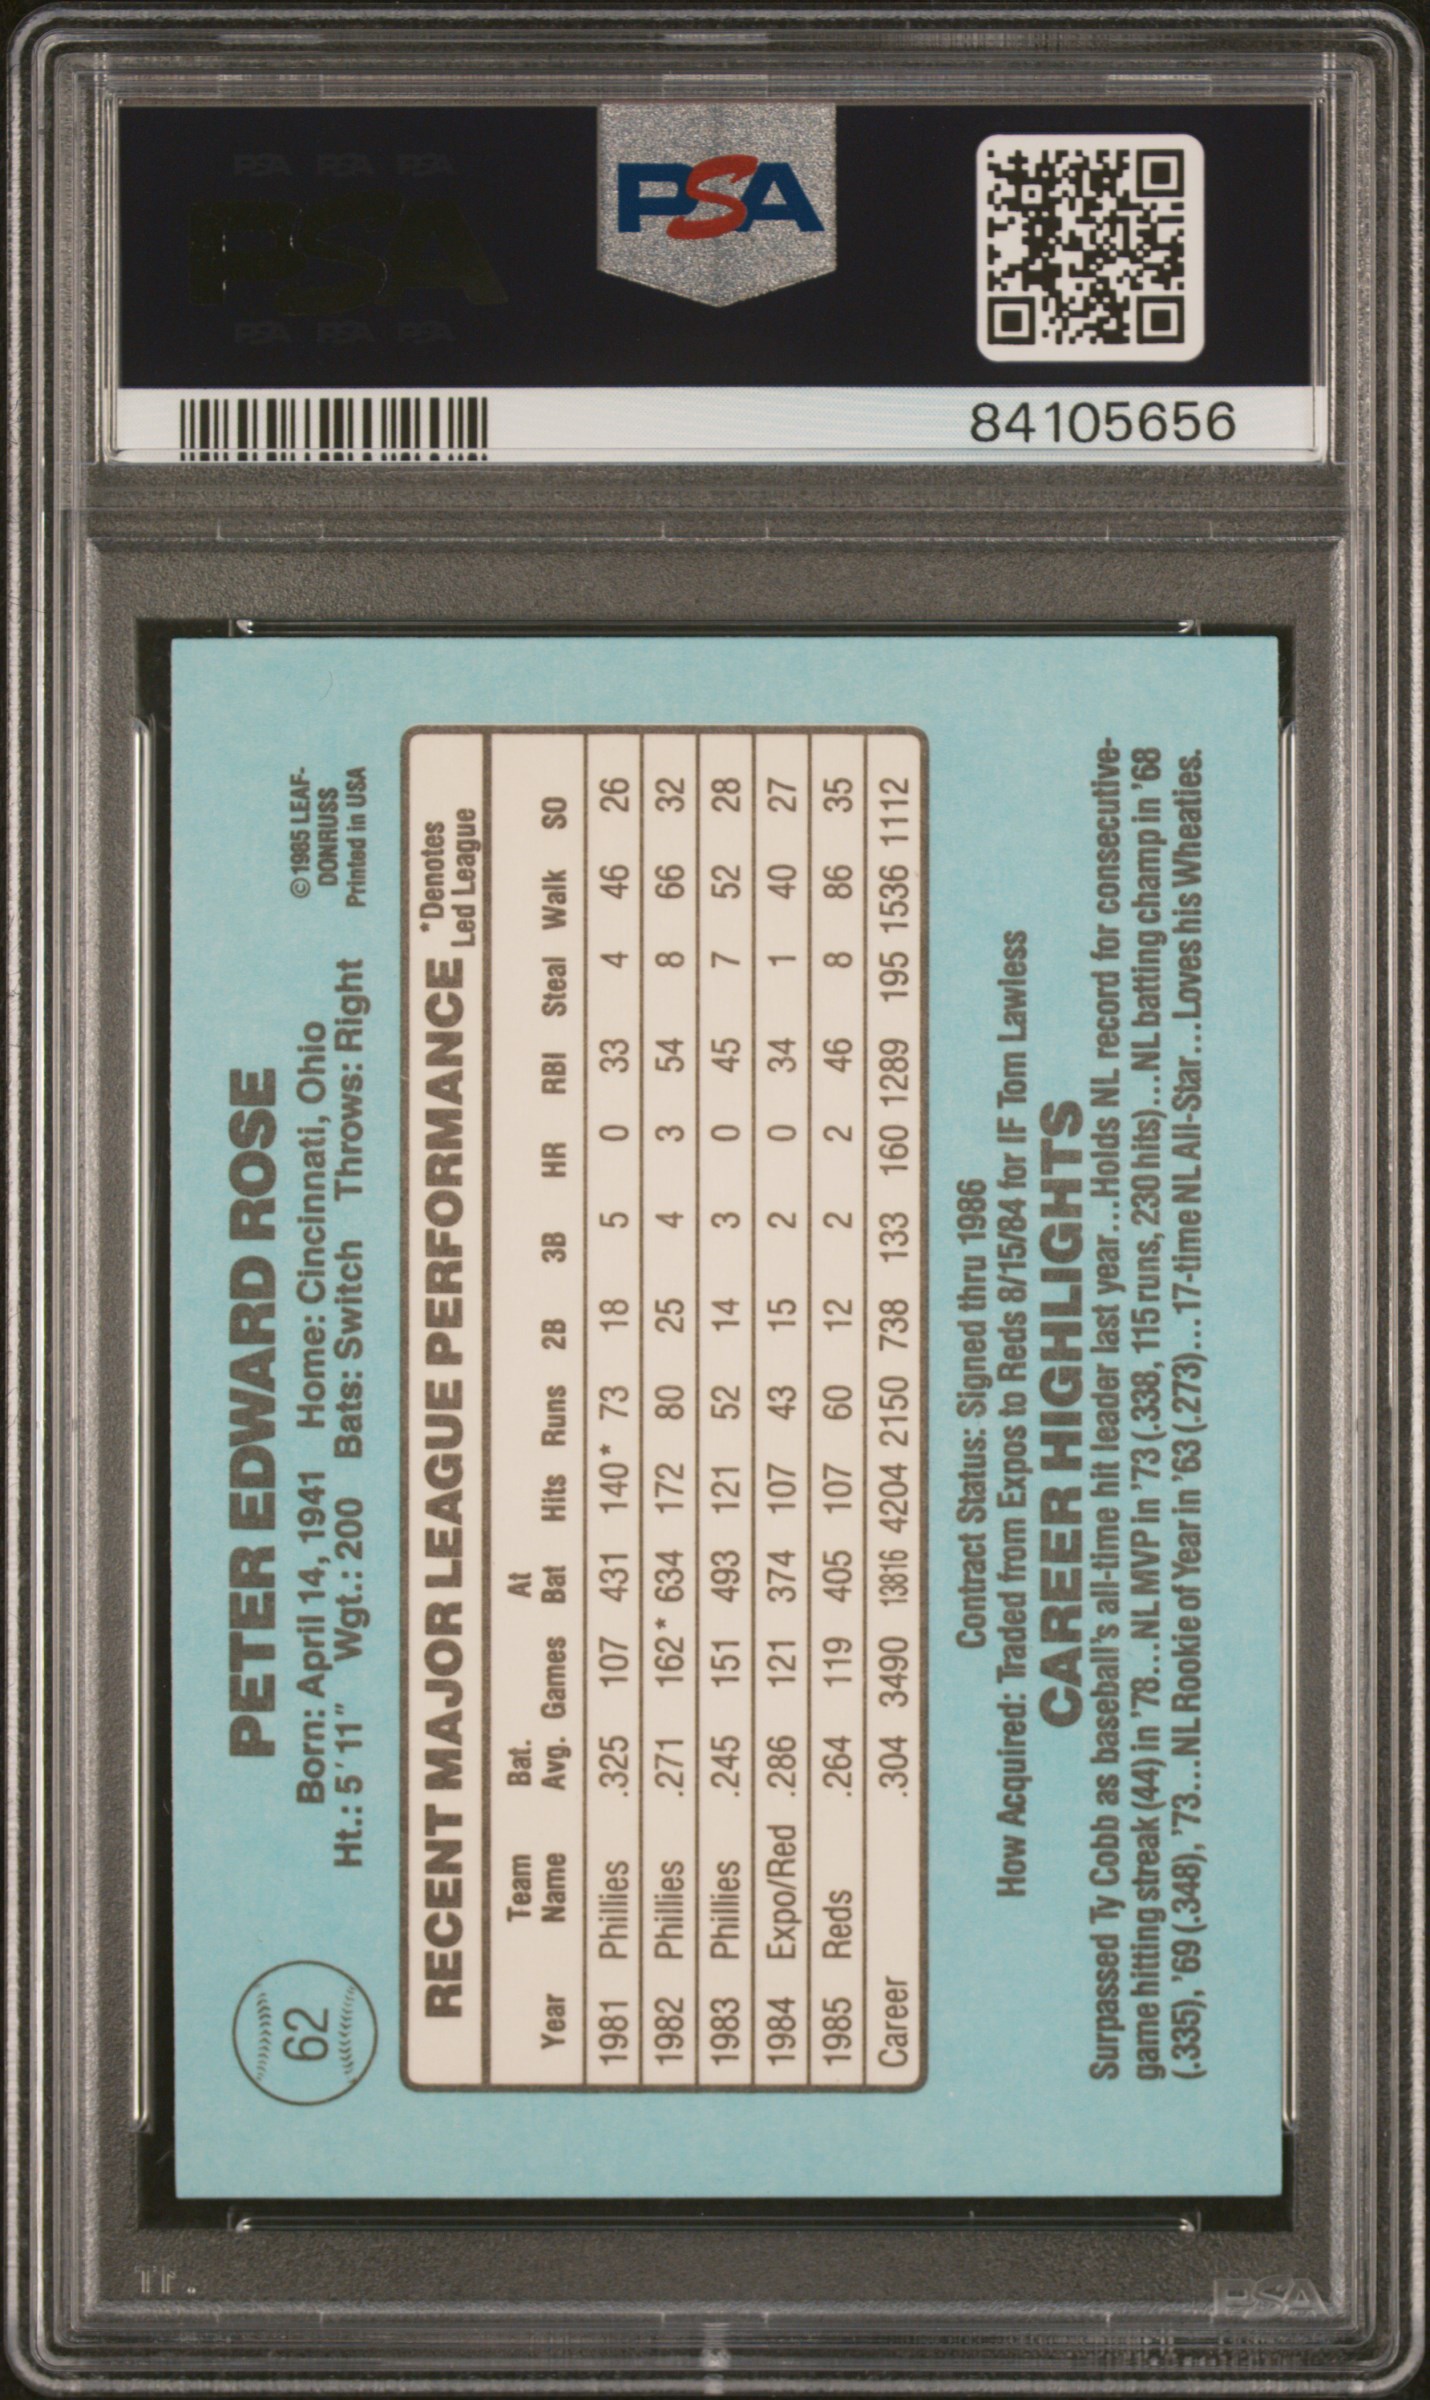 PSA PSA PSA
PSA
PSA PSA PSA
PSA
84105656
62
PETER EDWARD ROSE
Born: April 14, 1941 Home: Cincinnati, Ohio
Ht.: 5'11" Wgt.: 200 Bats: Switch Throws: Right
©1985 LEAF-
DONRUSS
Printed in USA
RECENT MAJOR LEAGUE PERFORMANCE
*Denotes
Led League
Year Team Name Bat. Avg. Games At Bat Hits Runs 2B 3B HR RBI Steal Walk SO
1981 Phillies .325 107 431 140* 73 18 5 0 33 4 46 26
1982 Phillies .271 162* 634 172 80 25 4 3 54 8 66 32
1983 Phillies .245 151 493 121 52 14 3 0 45 7 52 28
1984 Expo/Red .286 121 374 107 43 15 2 0 34 1 40 27
1985 Reds .264 119 405 107 60 12 2 2 46 8 86 35
Career .304 3490 13816 4204 2150 738 133 160 1289 195 1536 1112
Contract Status: Signed thru 1986
How Acquired: Traded from Expos to Reds 8/15/84 for IF Tom Lawless
CAREER HIGHLIGHTS
Surpassed Ty Cobb as baseball's all-time hit leader last year...Holds NL record for consecutive-
game hitting streak (44) in '78...NL MVP in '73 (.338, 115 runs, 230 hits)...NL batting champ in '68
(.335), '69 (.348), '73...NL Rookie of Year in '63 (.273)...17-time NL All-Star...Loves his Wheaties.
PSA